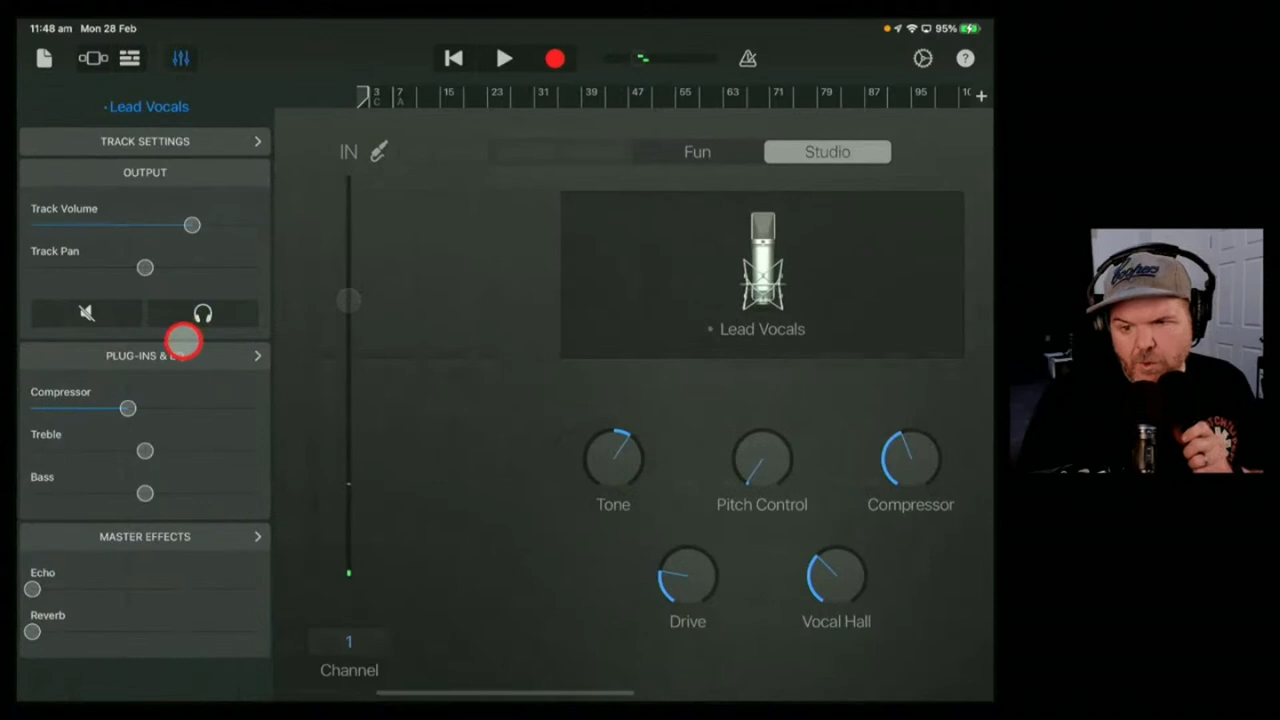 11:48 am Mon 28 Feb
95%
Lead Vocals
3 7 15 23 31 39 47 55 63 71 79 87 95
C A
TRACK SETTINGS
OUTPUT
Track Volume
Track Pan
PLUG-INS &
Compressor
Treble
Bass
MASTER EFFECTS
Echo
Reverb
IN
1
Channel
Fun Studio
Lead Vocals
Tone Pitch Control Compressor
Drive Vocal Hall